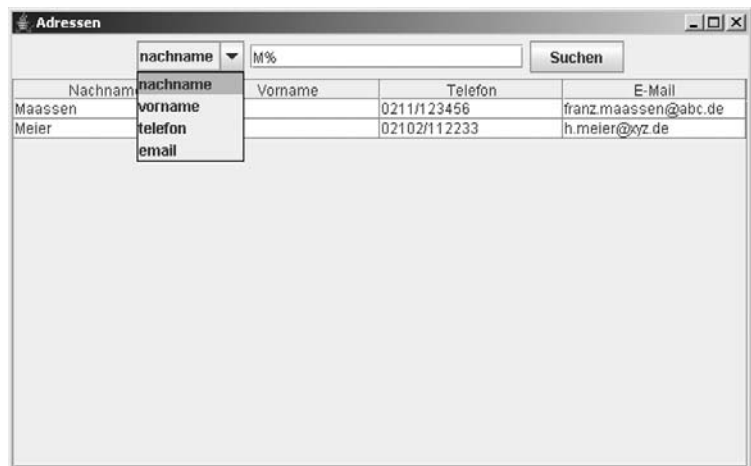 Adressen
nachname M% Suchen
Nachname Vorname Telefon E-Mail
nachname
vorname
telefon
email
Maassen 0211/123456 franz.maassen@abc.de
Meier 02102/112233 h.meier@xyz.de